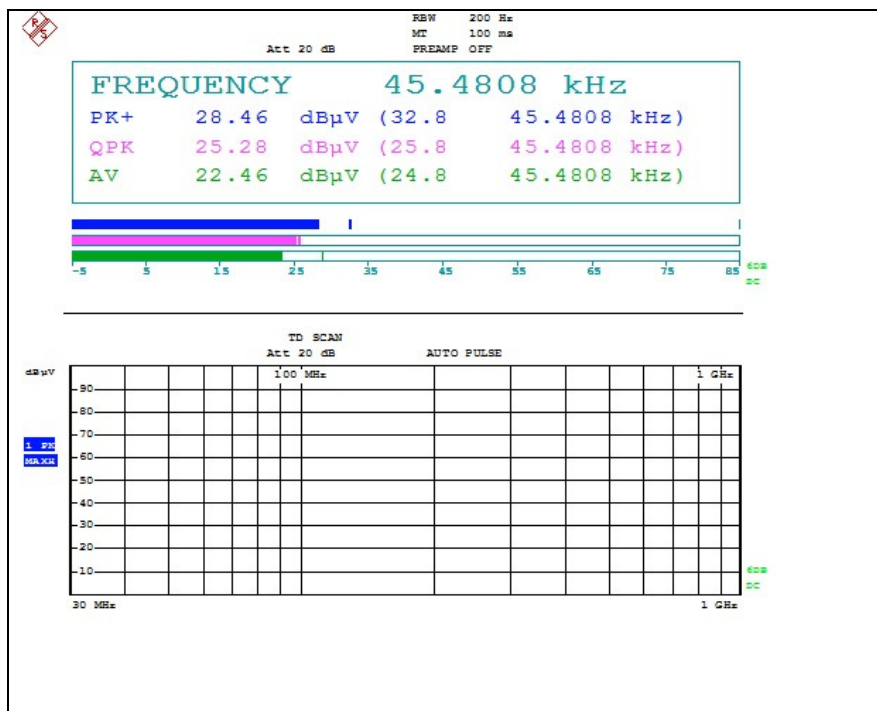 R S
RBW 200 Hz
MT 100 ms
Att 20 dB PREAMP OFF
FREQUENCY 45.4808 kHz
PK+ 28.46 dBµV (32.8 45.4808 kHz)
QPK 25.28 dBµV (25.8 45.4808 kHz)
AV 22.46 dBµV (24.8 45.4808 kHz)
-5 5 15 25 35 45 55 65 75 85
6DB
DC
TD SCAN
Att 20 dB AUTO PULSE
dBµV
100 MHz 1 GHz
90
80
70
1 PK
MAXH
60
50
40
30
20
10
6DB
DC
30 MHz 1 GHz